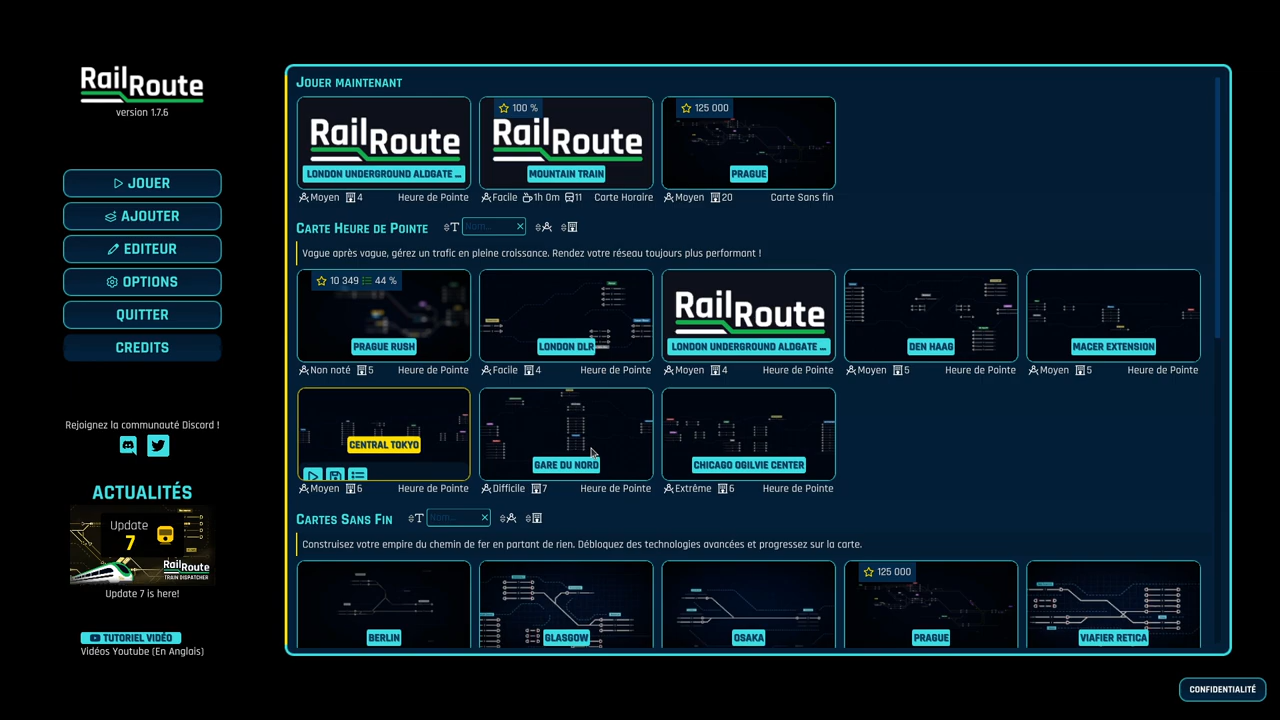 RailRoute
version 1.7.6
JOUER
AJOUTER
EDITEUR
OPTIONS
QUITTER
CREDITS
Rejoignez la communauté Discord !
ACTUALITÉS
Update
7
RailRoute
TRAIN DISPATCHER
Update 7 is here!
TUTORIEL VIDÉO
Vidéos Youtube (En Anglais)
JOUER MAINTENANT
RailRoute
LONDON UNDERGROUND ALDGATE ...
Moyen 4 Heure de Pointe
100 %
RailRoute
MOUNTAIN TRAIN
Facile 1h 0m 11 Carte Horaire
125 000
PRAGUE
Moyen 20 Carte Sans fin
CARTE HEURE DE POINTE T Nom... ×
Vague après vague, gérez un trafic en pleine croissance. Rendez votre réseau toujours plus performant !
10 349 44 %
PRAGUE RUSH
Non noté 5 Heure de Pointe
LONDON DLR
Facile 4 Heure de Pointe
RailRoute
LONDON UNDERGROUND ALDGATE ...
Moyen 4 Heure de Pointe
DEN HAAG
Moyen 5 Heure de Pointe
MACER EXTENSION
Moyen 5 Heure de Pointe
CENTRAL TOKYO
Moyen 6 Heure de Pointe
GARE DU NORD
Difficile 7 Heure de Pointe
CHICAGO OGILVIE CENTER
Extrême 6 Heure de Pointe
CARTES SANS FIN T Nom... ×
Construisez votre empire du chemin de fer en partant de rien. Débloquez des technologies avancées et progressez sur la carte.
BERLIN
GLASGOW
OSAKA
125 000
PRAGUE
VIAFIER RETICA
CONFIDENTIALITÉ